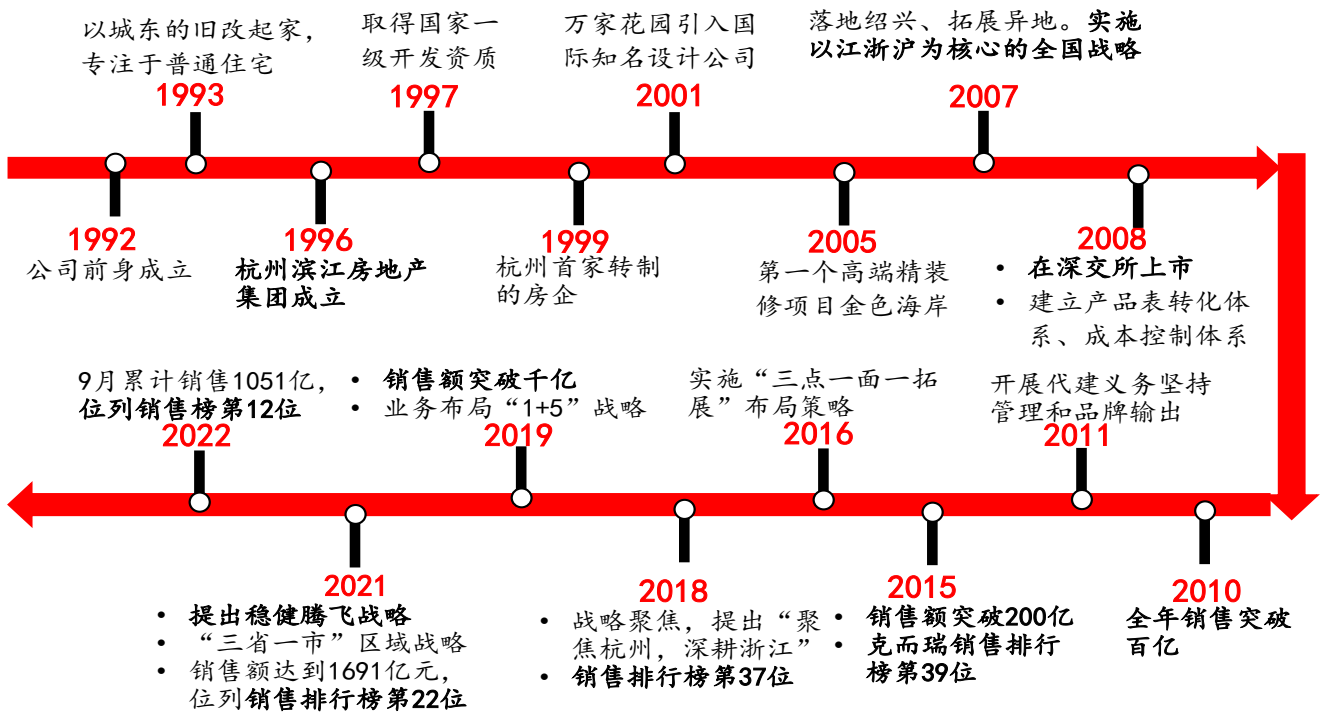 以城东的旧改起家，
专注于普通住宅
1993
取得国家一
级开发资质
1997
万家花园引入国
际知名设计公司
2001
落地绍兴、拓展异地。实施
以江浙沪为核心的全国战略
2007
1992
公司前身成立
1996
杭州滨江房地产
集团成立
1999
杭州首家转制
的房企
2005
第一个高端精装
修项目金色海岸
2008
• 在深交所上市
• 建立产品表转化体
系、成本控制体系
9月累计销售1051亿，
位列销售榜第12位
2022
• 销售额突破千亿
• 业务布局“1+5”战略
2019
实施“三点一面一拓
展”布局策略
2016
开展代建义务坚持
管理和品牌输出
2011
2021
• 提出稳健腾飞战略
• “三省一市”区域战略
• 销售额达到1691亿元，
位列销售排行榜第22位
2018
• 战略聚焦，提出“聚
焦杭州，深耕浙江”
• 销售排行榜第37位
2015
• 销售额突破200亿
• 克而瑞销售排行
榜第39位
2010
全年销售突破
百亿